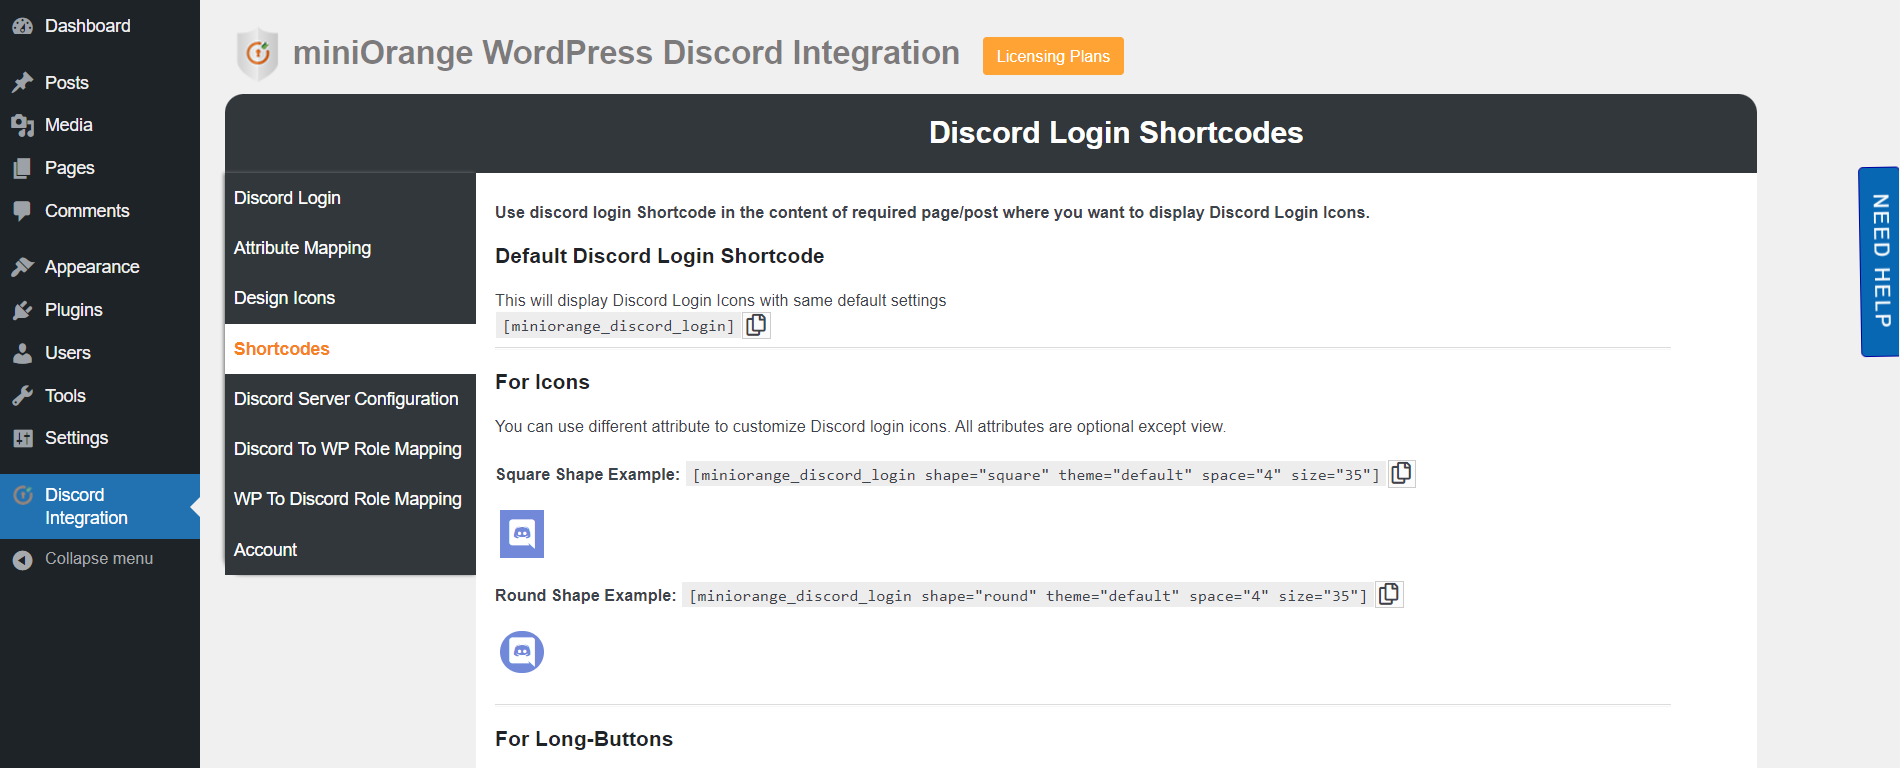 Dashboard
Posts
Media
Pages
Comments
Appearance
Plugins
Users
Tools
Settings
Discord
Integration
Collapse menu
miniOrange WordPress Discord Integration
Licensing Plans
Discord Login Shortcodes
Discord Login
Attribute Mapping
Design Icons
Shortcodes
Discord Server Configuration
Discord To WP Role Mapping
WP To Discord Role Mapping
Account
Use discord login Shortcode in the content of required page/post where you want to display Discord Login Icons.
Default Discord Login Shortcode
This will display Discord Login Icons with same default settings
[miniorange_discord_login]
For Icons
You can use different attribute to customize Discord login icons. All attributes are optional except view.
Square Shape Example: [miniorange_discord_login shape="square" theme="default" space="4" size="35"]
Round Shape Example: [miniorange_discord_login shape="round" theme="default" space="4" size="35"]
For Long-Buttons
NEED HELP